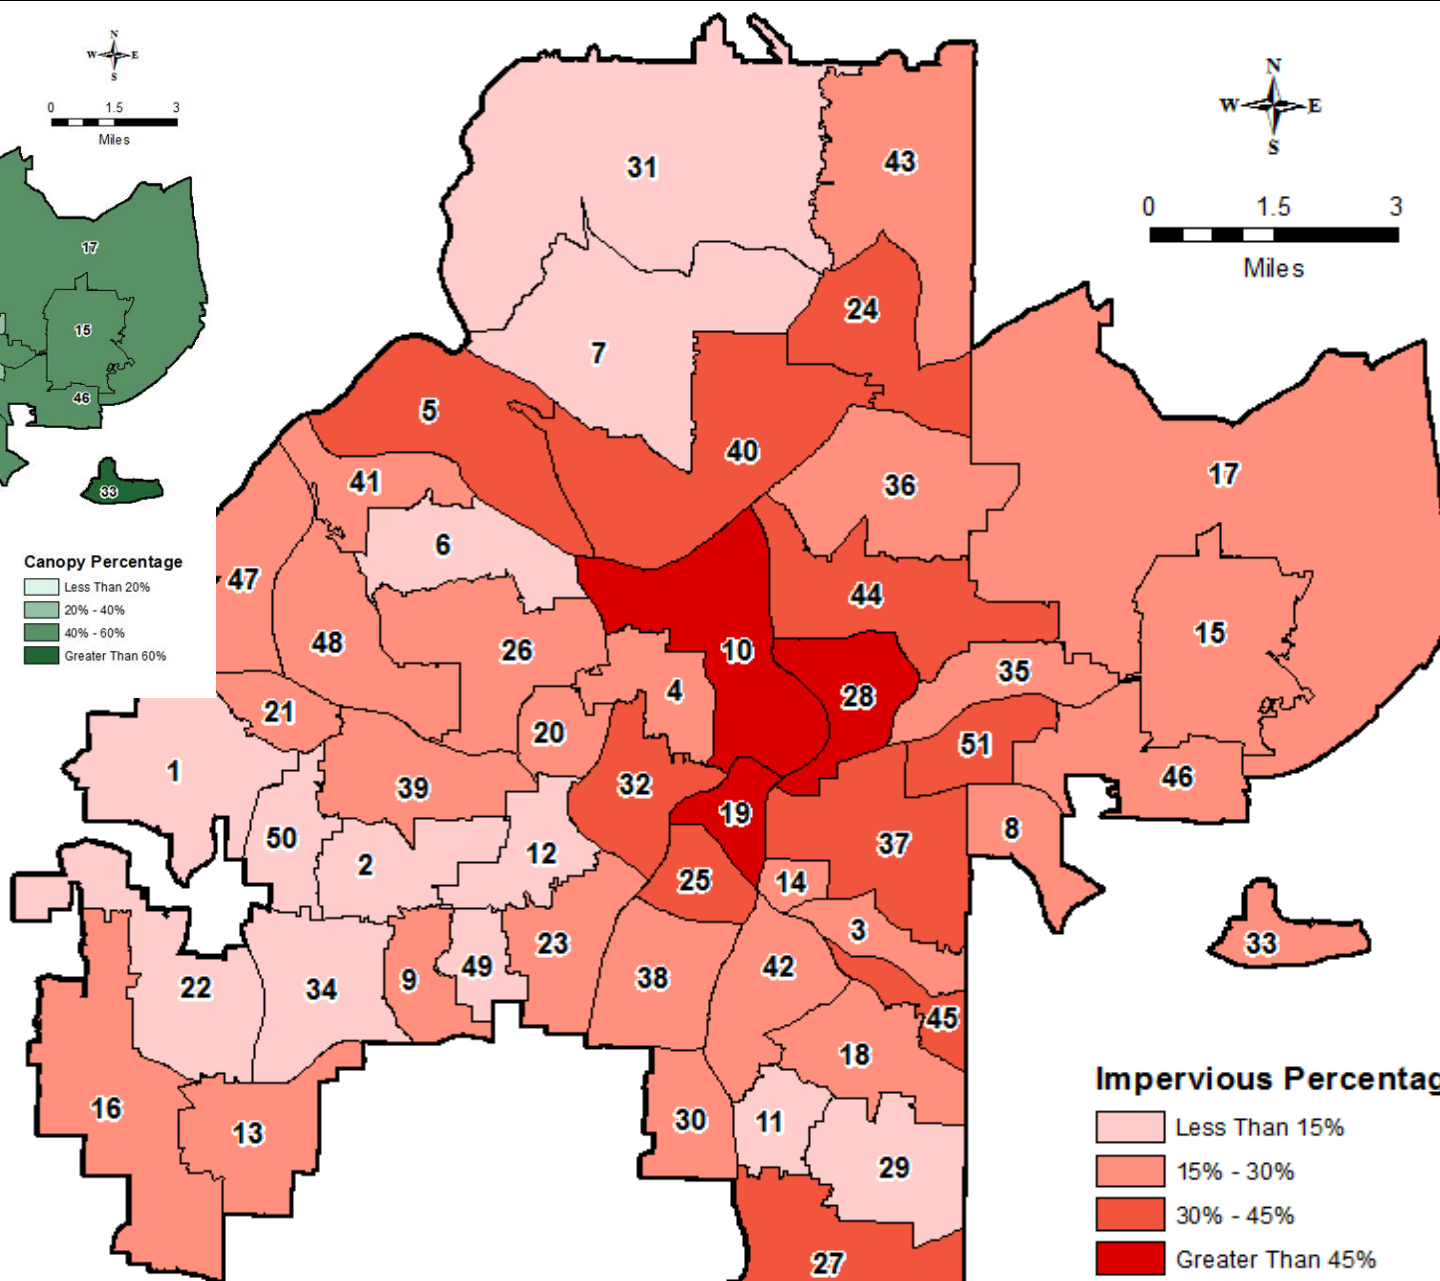 N
W E
S
0 1.5 3
Miles
17
15
46
33
Canopy Percentage
Less Than 20%
20% - 40%
40% - 60%
Greater Than 60%
N
W E
S
0 1.5 3
Miles
31
43
24
7
5
40
41
36
17
6
47
44
48
26
10
15
35
4
28
21
20
51
1
32
46
39
19
50
2
12
37
8
25
14
3
23
33
9
49
38
42
22
34
45
18
16
13
30
11
29
27
Impervious Percentag
Less Than 15%
15% - 30%
30% - 45%
Greater Than 45%